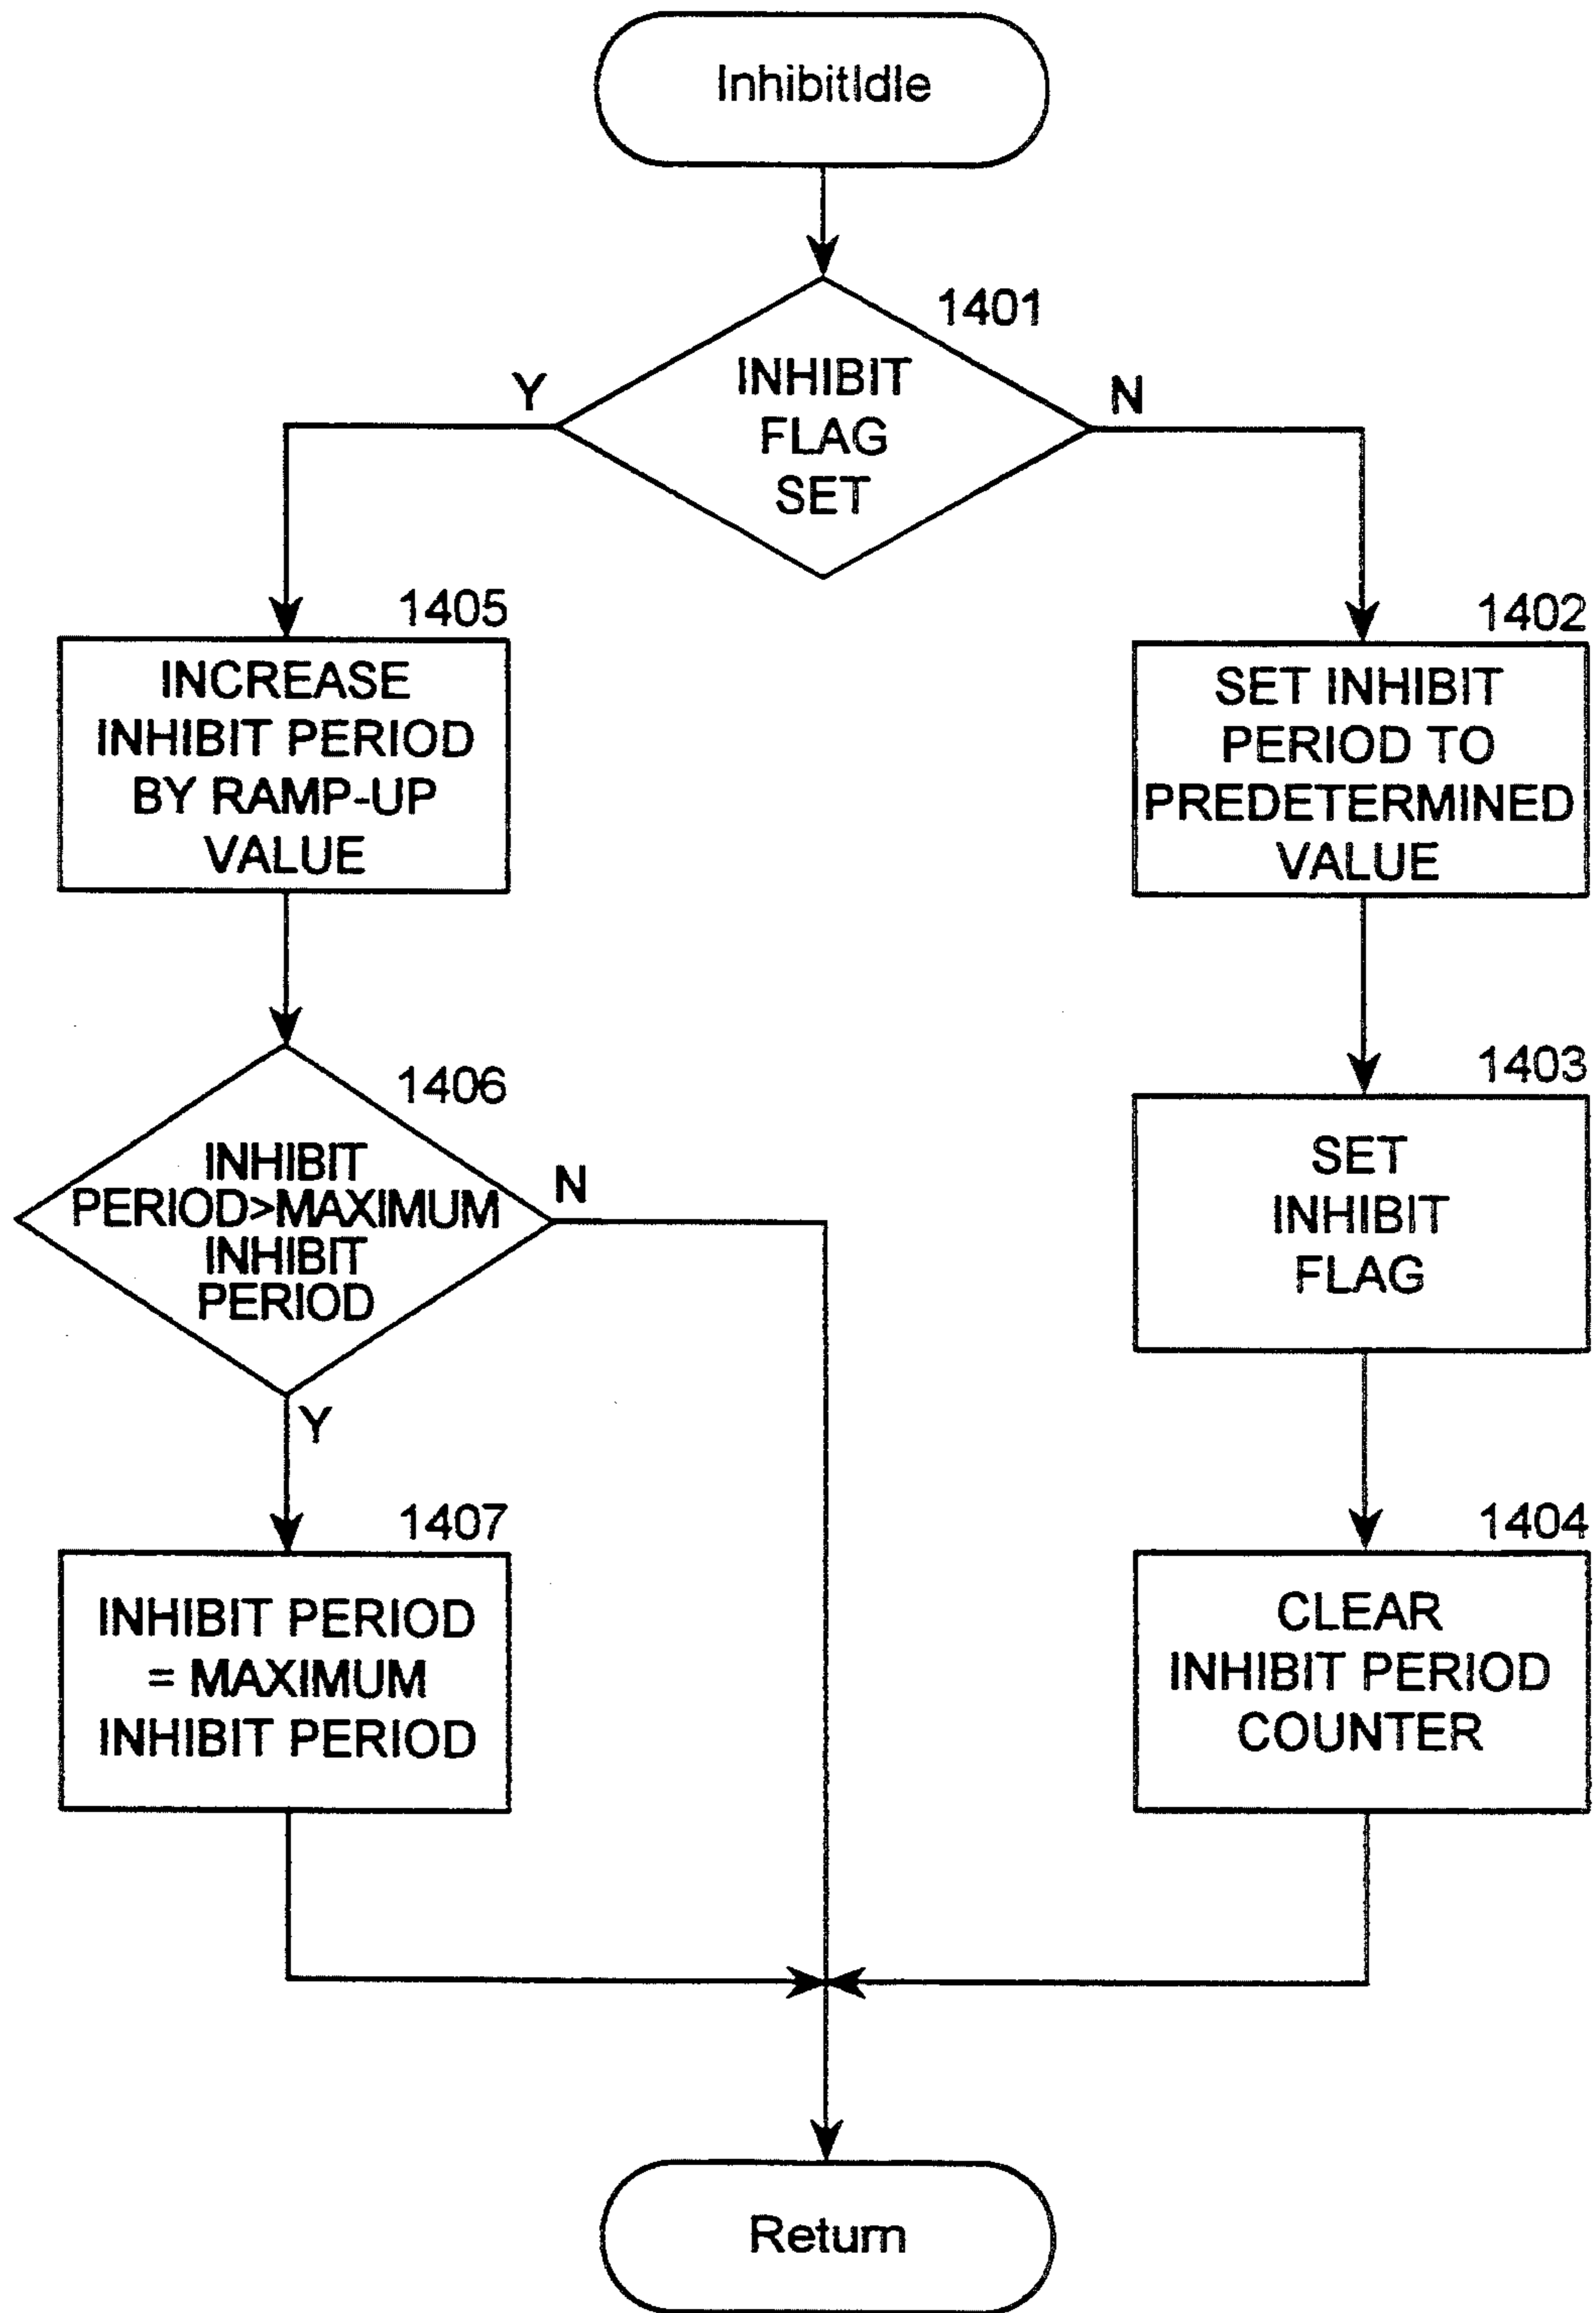 InhibitIdle
1401
INHIBIT
FLAG
SET
Y
N
1405
INCREASE
INHIBIT PERIOD
BY RAMP-UP
VALUE
1402
SET INHIBIT
PERIOD TO
PREDETERMINED
VALUE
1406
INHIBIT
PERIOD>MAXIMUM
INHIBIT
PERIOD
N
Y
1403
SET
INHIBIT
FLAG
1407
INHIBIT PERIOD
= MAXIMUM
INHIBIT PERIOD
1404
CLEAR
INHIBIT PERIOD
COUNTER
Return